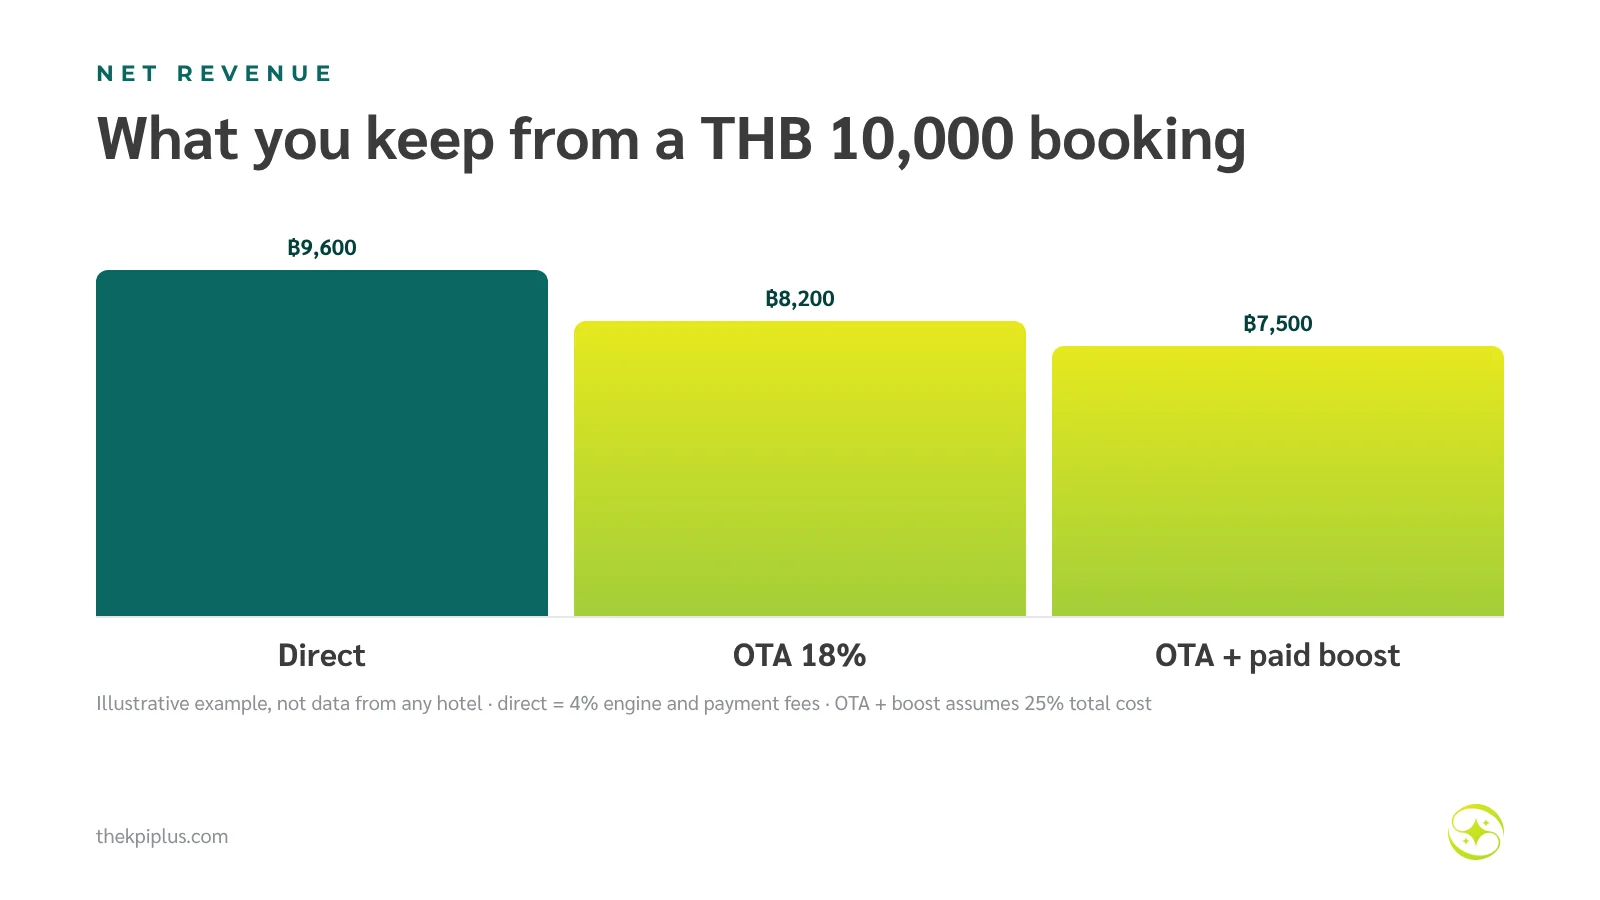 NET REVENUE
What you keep from a THB 10,000 booking
฿9,600
฿8,200
฿7,500
Direct
OTA 18%
OTA + paid boost
Illustrative example, not data from any hotel · direct = 4% engine and payment fees · OTA + boost assumes 25% total cost
thekpiplus.com